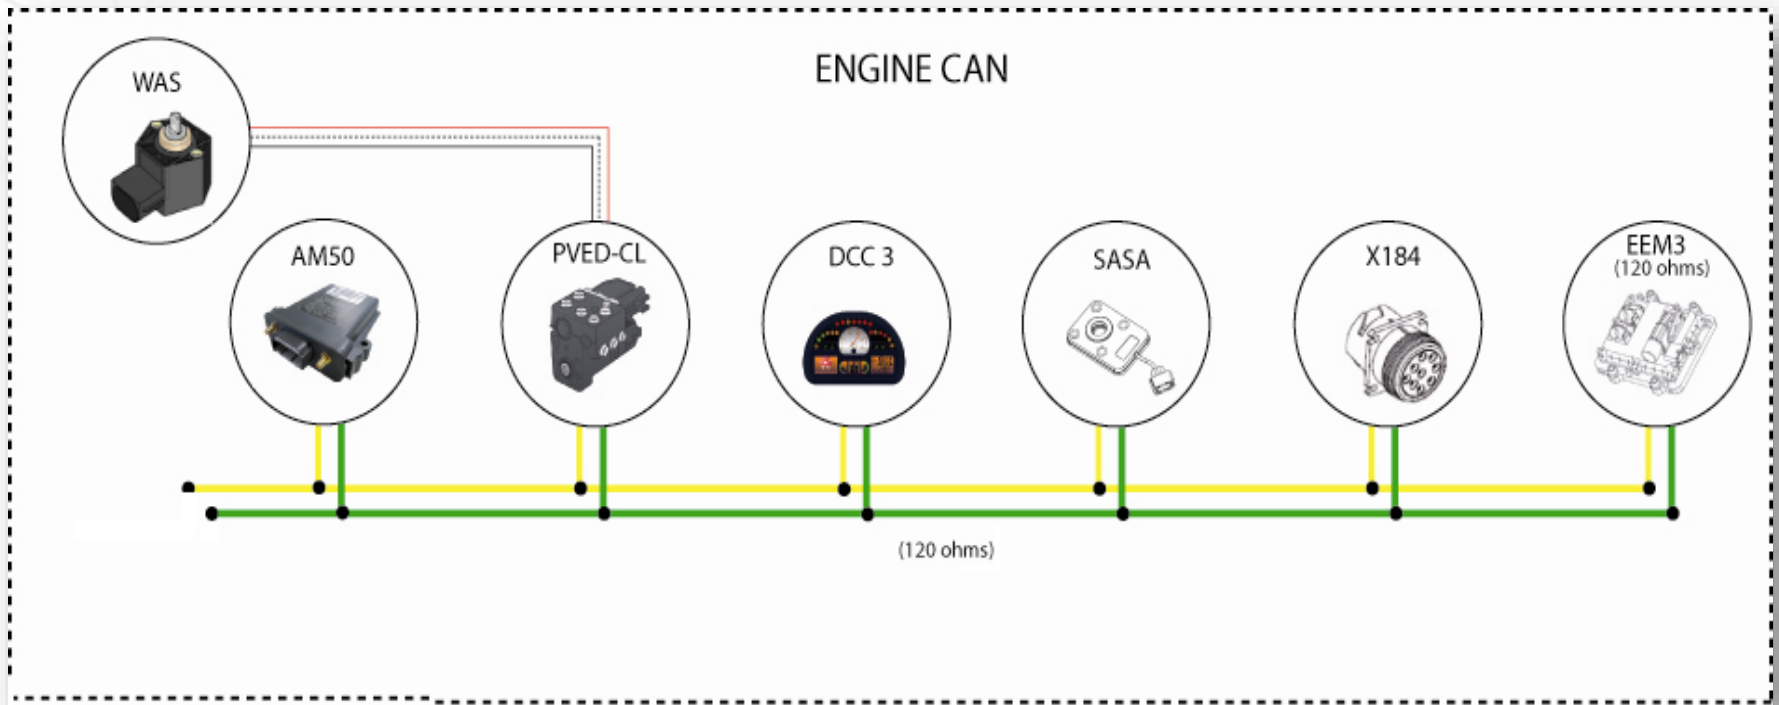 ENGINE CAN
WAS
AM50
PVED-CL
DCC 3
SASA
X184
EEM3
(120 ohms)
(120 ohms)